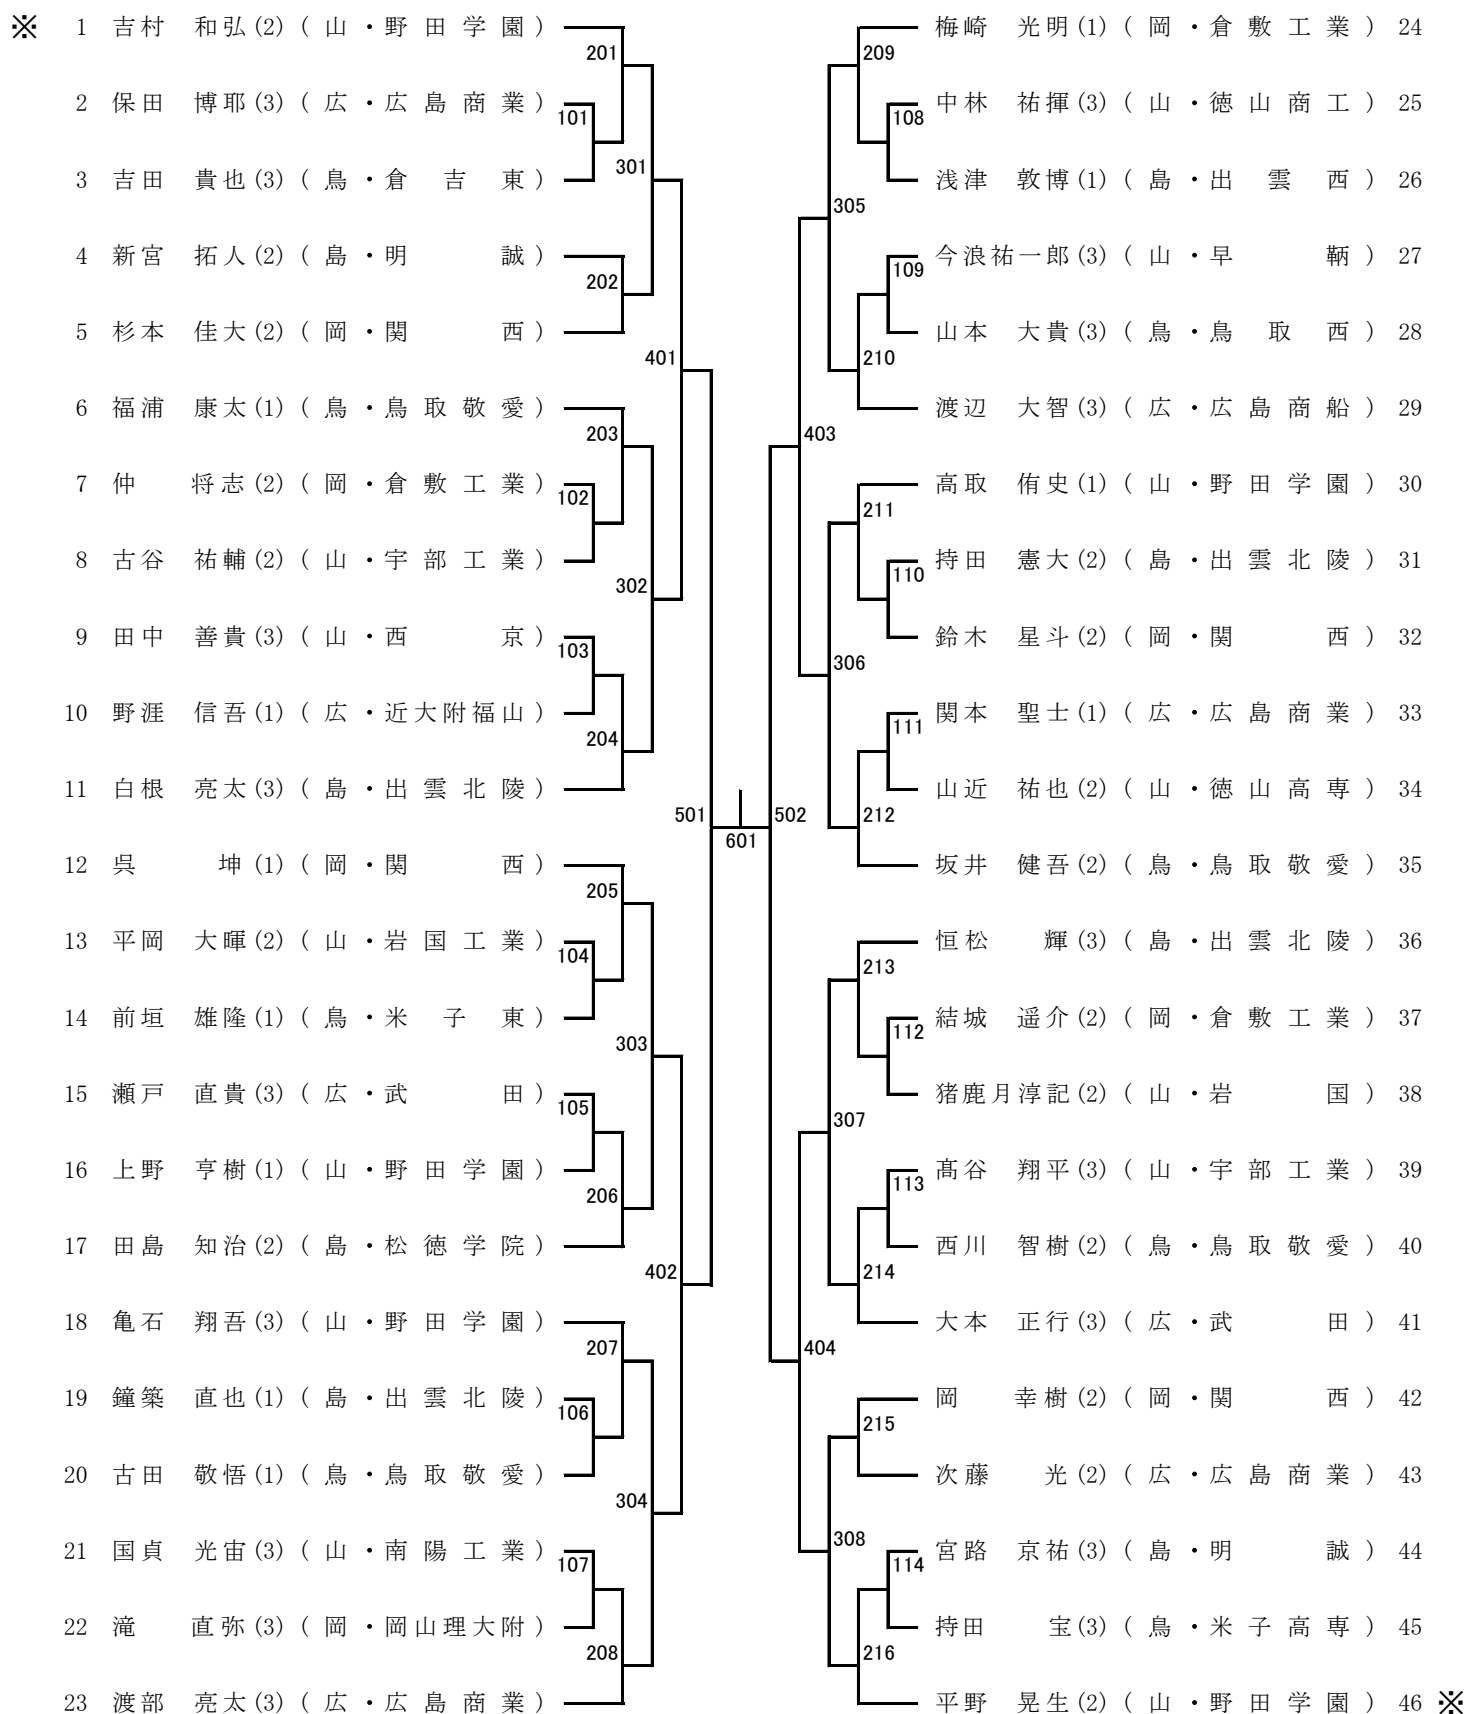 ※ 1 吉村 和弘(2) ( 山・野田学園 )
201
2 保田 博耶(3) ( 広・広島商業 )
101
3 吉田 貴也(3) ( 鳥・倉吉東 )
301
4 新宮 拓人(2) ( 島・明誠 )
202
5 杉本 佳大(2) ( 岡・関西 )
401
6 福浦 康太(1) ( 鳥・鳥取敬愛 )
203
7 仲 将志(2) ( 岡・倉敷工業 )
102
8 古谷 祐輔(2) ( 山・宇部工業 )
302
9 田中 善貴(3) ( 山・西京 )
103
10 野涯 信吾(1) ( 広・近大附福山 )
204
11 白根 亮太(3) ( 島・出雲北陵 )
501
601
12 呉 坤(1) ( 岡・関西 )
205
13 平岡 大暉(2) ( 山・岩国工業 )
104
14 前垣 雄隆(1) ( 鳥・米子東 )
303
15 瀬戸 直貴(3) ( 広・武田 )
105
16 上野 亨樹(1) ( 山・野田学園 )
206
17 田島 知治(2) ( 島・松徳学院 )
402
18 亀石 翔吾(3) ( 山・野田学園 )
207
19 鐘築 直也(1) ( 島・出雲北陵 )
106
20 古田 敬悟(1) ( 鳥・鳥取敬愛 )
304
21 国貞 光宙(3) ( 山・南陽工業 )
107
22 滝 直弥(3) ( 岡・岡山理大附 )
208
23 渡部 亮太(3) ( 広・広島商業 )
梅崎 光明(1) ( 岡・倉敷工業 ) 24
209
中林 祐揮(3) ( 山・徳山商工 ) 25
108
浅津 敦博(1) ( 島・出雲西 ) 26
305
今浪祐一郎(3) ( 山・早鞆 ) 27
109
山本 大貴(3) ( 鳥・鳥取西 ) 28
210
渡辺 大智(3) ( 広・広島商船 ) 29
403
高取 侑史(1) ( 山・野田学園 ) 30
211
持田 憲大(2) ( 島・出雲北陵 ) 31
110
鈴木 星斗(2) ( 岡・関西 ) 32
306
関本 聖士(1) ( 広・広島商業 ) 33
111
山近 祐也(2) ( 山・徳山高専 ) 34
502
212
坂井 健吾(2) ( 鳥・鳥取敬愛 ) 35
恒松 輝(3) ( 島・出雲北陵 ) 36
213
結城 遥介(2) ( 岡・倉敷工業 ) 37
112
猪鹿月淳記(2) ( 山・岩国 ) 38
307
髙谷 翔平(3) ( 山・宇部工業 ) 39
113
西川 智樹(2) ( 鳥・鳥取敬愛 ) 40
214
大本 正行(3) ( 広・武田 ) 41
404
岡 幸樹(2) ( 岡・関西 ) 42
215
次藤 光(2) ( 広・広島商業 ) 43
308
宮路 京祐(3) ( 島・明誠 ) 44
114
持田 宝(3) ( 鳥・米子高専 ) 45
216
平野 晃生(2) ( 山・野田学園 ) 46 ※